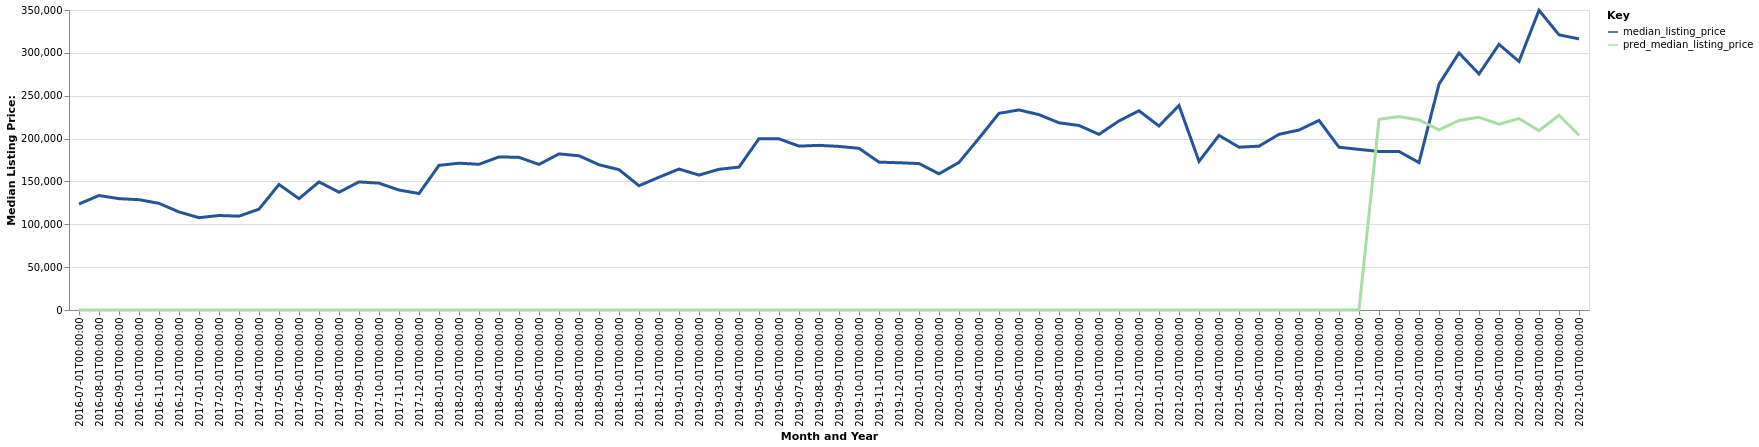 350,000
300,000
250,000
200,000
150,000
100,000
50,000
0
Median Listing Price:
2016-07-01T00:00:00
2016-08-01T00:00:00
2016-09-01T00:00:00
2016-10-01T00:00:00
2016-11-01T00:00:00
2016-12-01T00:00:00
2017-01-01T00:00:00
2017-02-01T00:00:00
2017-03-01T00:00:00
2017-04-01T00:00:00
2017-05-01T00:00:00
2017-06-01T00:00:00
2017-07-01T00:00:00
2017-08-01T00:00:00
2017-09-01T00:00:00
2017-10-01T00:00:00
2017-11-01T00:00:00
2017-12-01T00:00:00
2018-01-01T00:00:00
2018-02-01T00:00:00
2018-03-01T00:00:00
2018-04-01T00:00:00
2018-05-01T00:00:00
2018-06-01T00:00:00
2018-07-01T00:00:00
2018-08-01T00:00:00
2018-09-01T00:00:00
2018-10-01T00:00:00
2018-11-01T00:00:00
2018-12-01T00:00:00
2019-01-01T00:00:00
2019-02-01T00:00:00
2019-03-01T00:00:00
2019-04-01T00:00:00
2019-05-01T00:00:00
2019-06-01T00:00:00
2019-07-01T00:00:00
2019-08-01T00:00:00
2019-09-01T00:00:00
2019-10-01T00:00:00
2019-11-01T00:00:00
2019-12-01T00:00:00
2020-01-01T00:00:00
2020-02-01T00:00:00
2020-03-01T00:00:00
2020-04-01T00:00:00
2020-05-01T00:00:00
2020-06-01T00:00:00
2020-07-01T00:00:00
2020-08-01T00:00:00
2020-09-01T00:00:00
2020-10-01T00:00:00
2020-11-01T00:00:00
2020-12-01T00:00:00
2021-01-01T00:00:00
2021-02-01T00:00:00
2021-03-01T00:00:00
2021-04-01T00:00:00
2021-05-01T00:00:00
2021-06-01T00:00:00
2021-07-01T00:00:00
2021-08-01T00:00:00
2021-09-01T00:00:00
2021-10-01T00:00:00
2021-11-01T00:00:00
2021-12-01T00:00:00
2022-01-01T00:00:00
2022-02-01T00:00:00
2022-03-01T00:00:00
2022-04-01T00:00:00
2022-05-01T00:00:00
2022-06-01T00:00:00
2022-07-01T00:00:00
2022-08-01T00:00:00
2022-09-01T00:00:00
2022-10-01T00:00:00
Month and Year
Key
median_listing_price
pred_median_listing_price